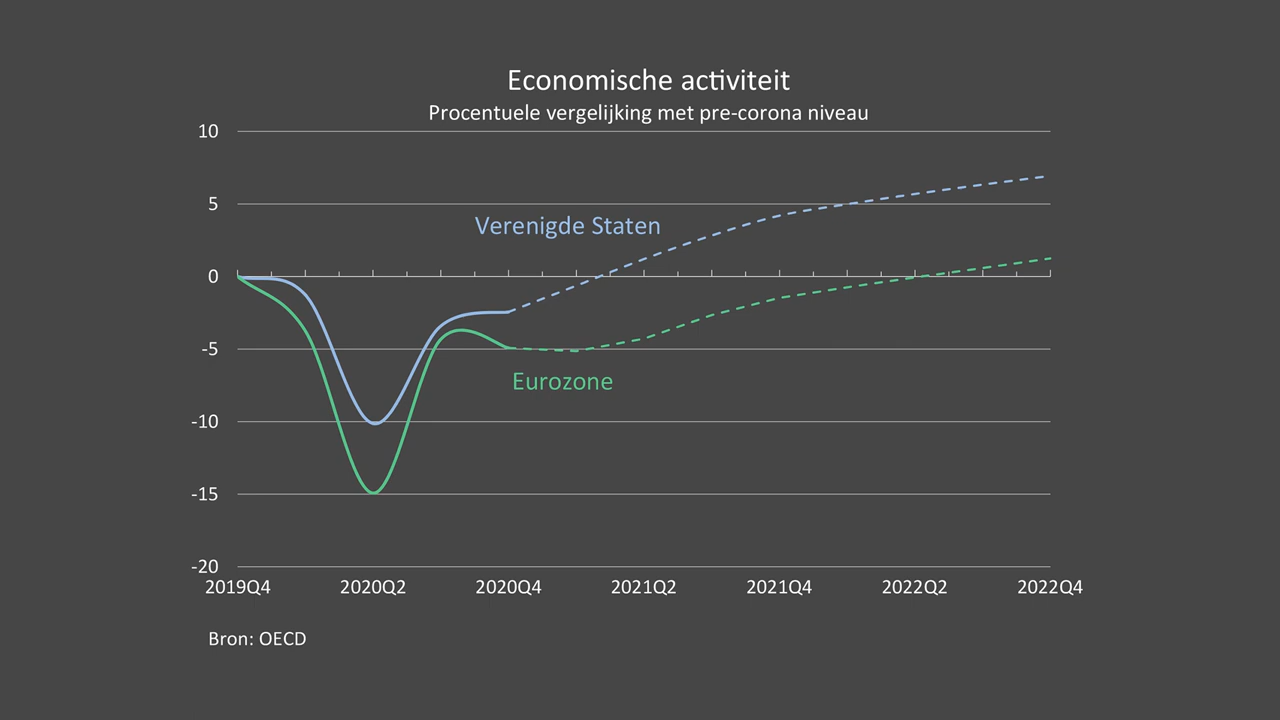 Economische activiteit
Procentuele vergelijking met pre-corona niveau
10
5
Verenigde Staten
0
-5
Eurozone
-10
-15
-20
2019Q4 2020Q2 2020Q4 2021Q2 2021Q4 2022Q2 2022Q4
Bron: OECD